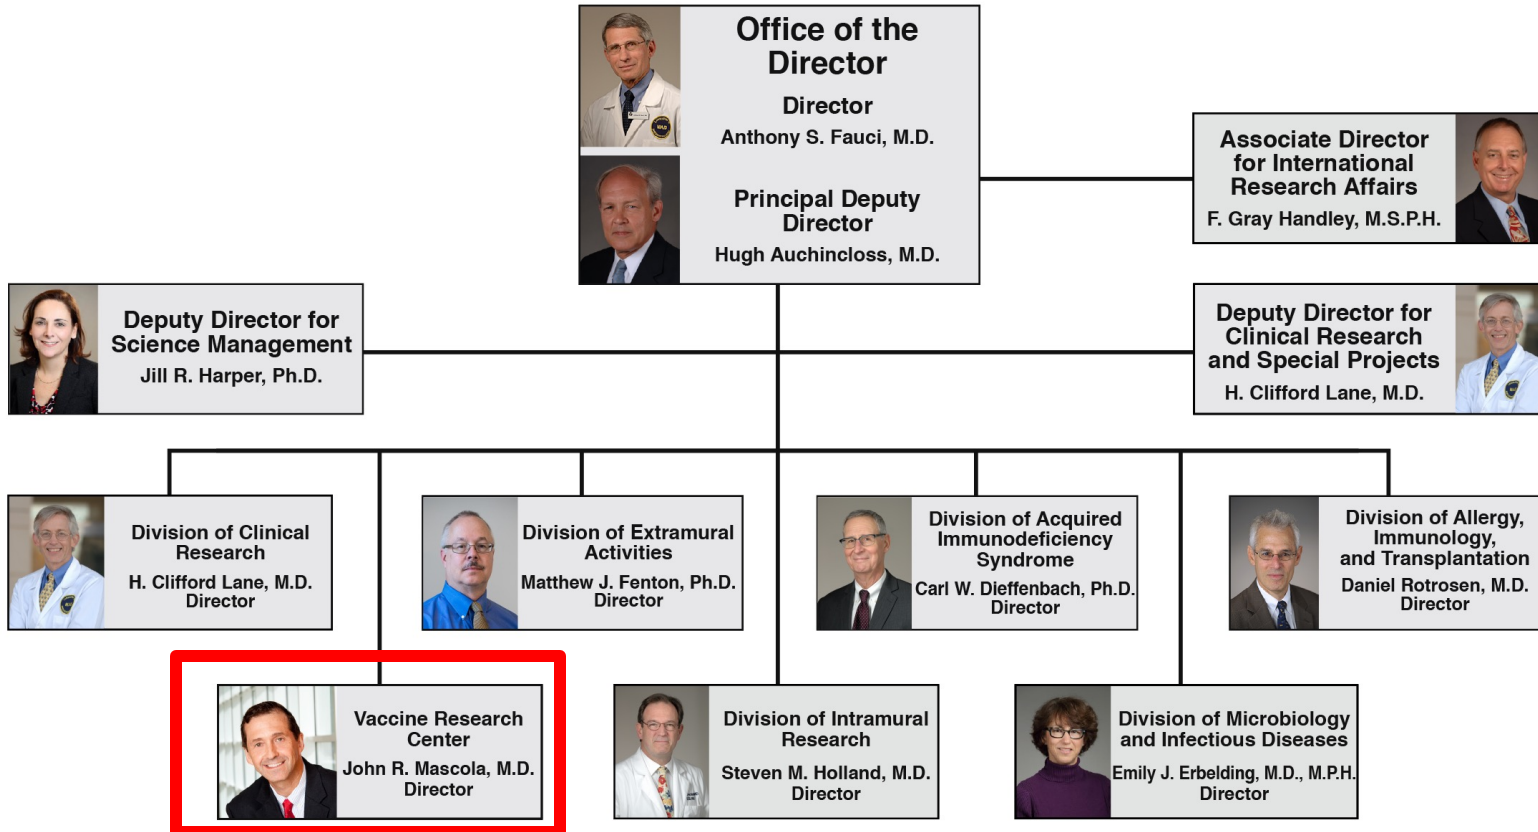 Office of the
Director
Director
Anthony S. Fauci, M.D.
Principal Deputy
Director
Hugh Auchincloss, M.D.
Associate Director
for International
Research Affairs
F. Gray Handley, M.S.P.H.
Deputy Director for
Science Management
Jill R. Harper, Ph.D.
Deputy Director for
Clinical Research
and Special Projects
H. Clifford Lane, M.D.
Division of Clinical
Research
H. Clifford Lane, M.D.
Director
Division of Extramural
Activities
Matthew J. Fenton, Ph.D.
Director
Division of Acquired
Immunodeficiency
Syndrome
Carl W. Dieffenbach, Ph.D.
Director
Division of Allergy,
Immunology,
and Transplantation
Daniel Rotrosen, M.D.
Director
Vaccine Research
Center
John R. Mascola, M.D.
Director
Division of Intramural
Research
Steven M. Holland, M.D.
Director
Division of Microbiology
and Infectious Diseases
Emily J. Erbelding, M.D., M.P.H.
Director